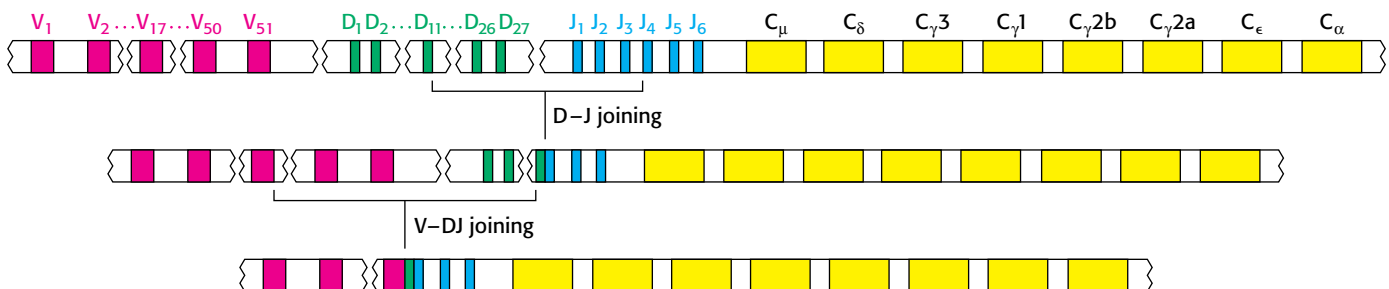 V₁ V₂ ... V₁₇ ... V₅₀ V₅₁ D₁ D₂ ... D₁₁ ... D₂₆ D₂₇ J₁ J₂ J₃ J₄ J₅ J₆ Cμ Cδ Cγ3 Cγ1 Cγ2b Cγ2a Cϵ Cα
D–J joining
V–DJ joining